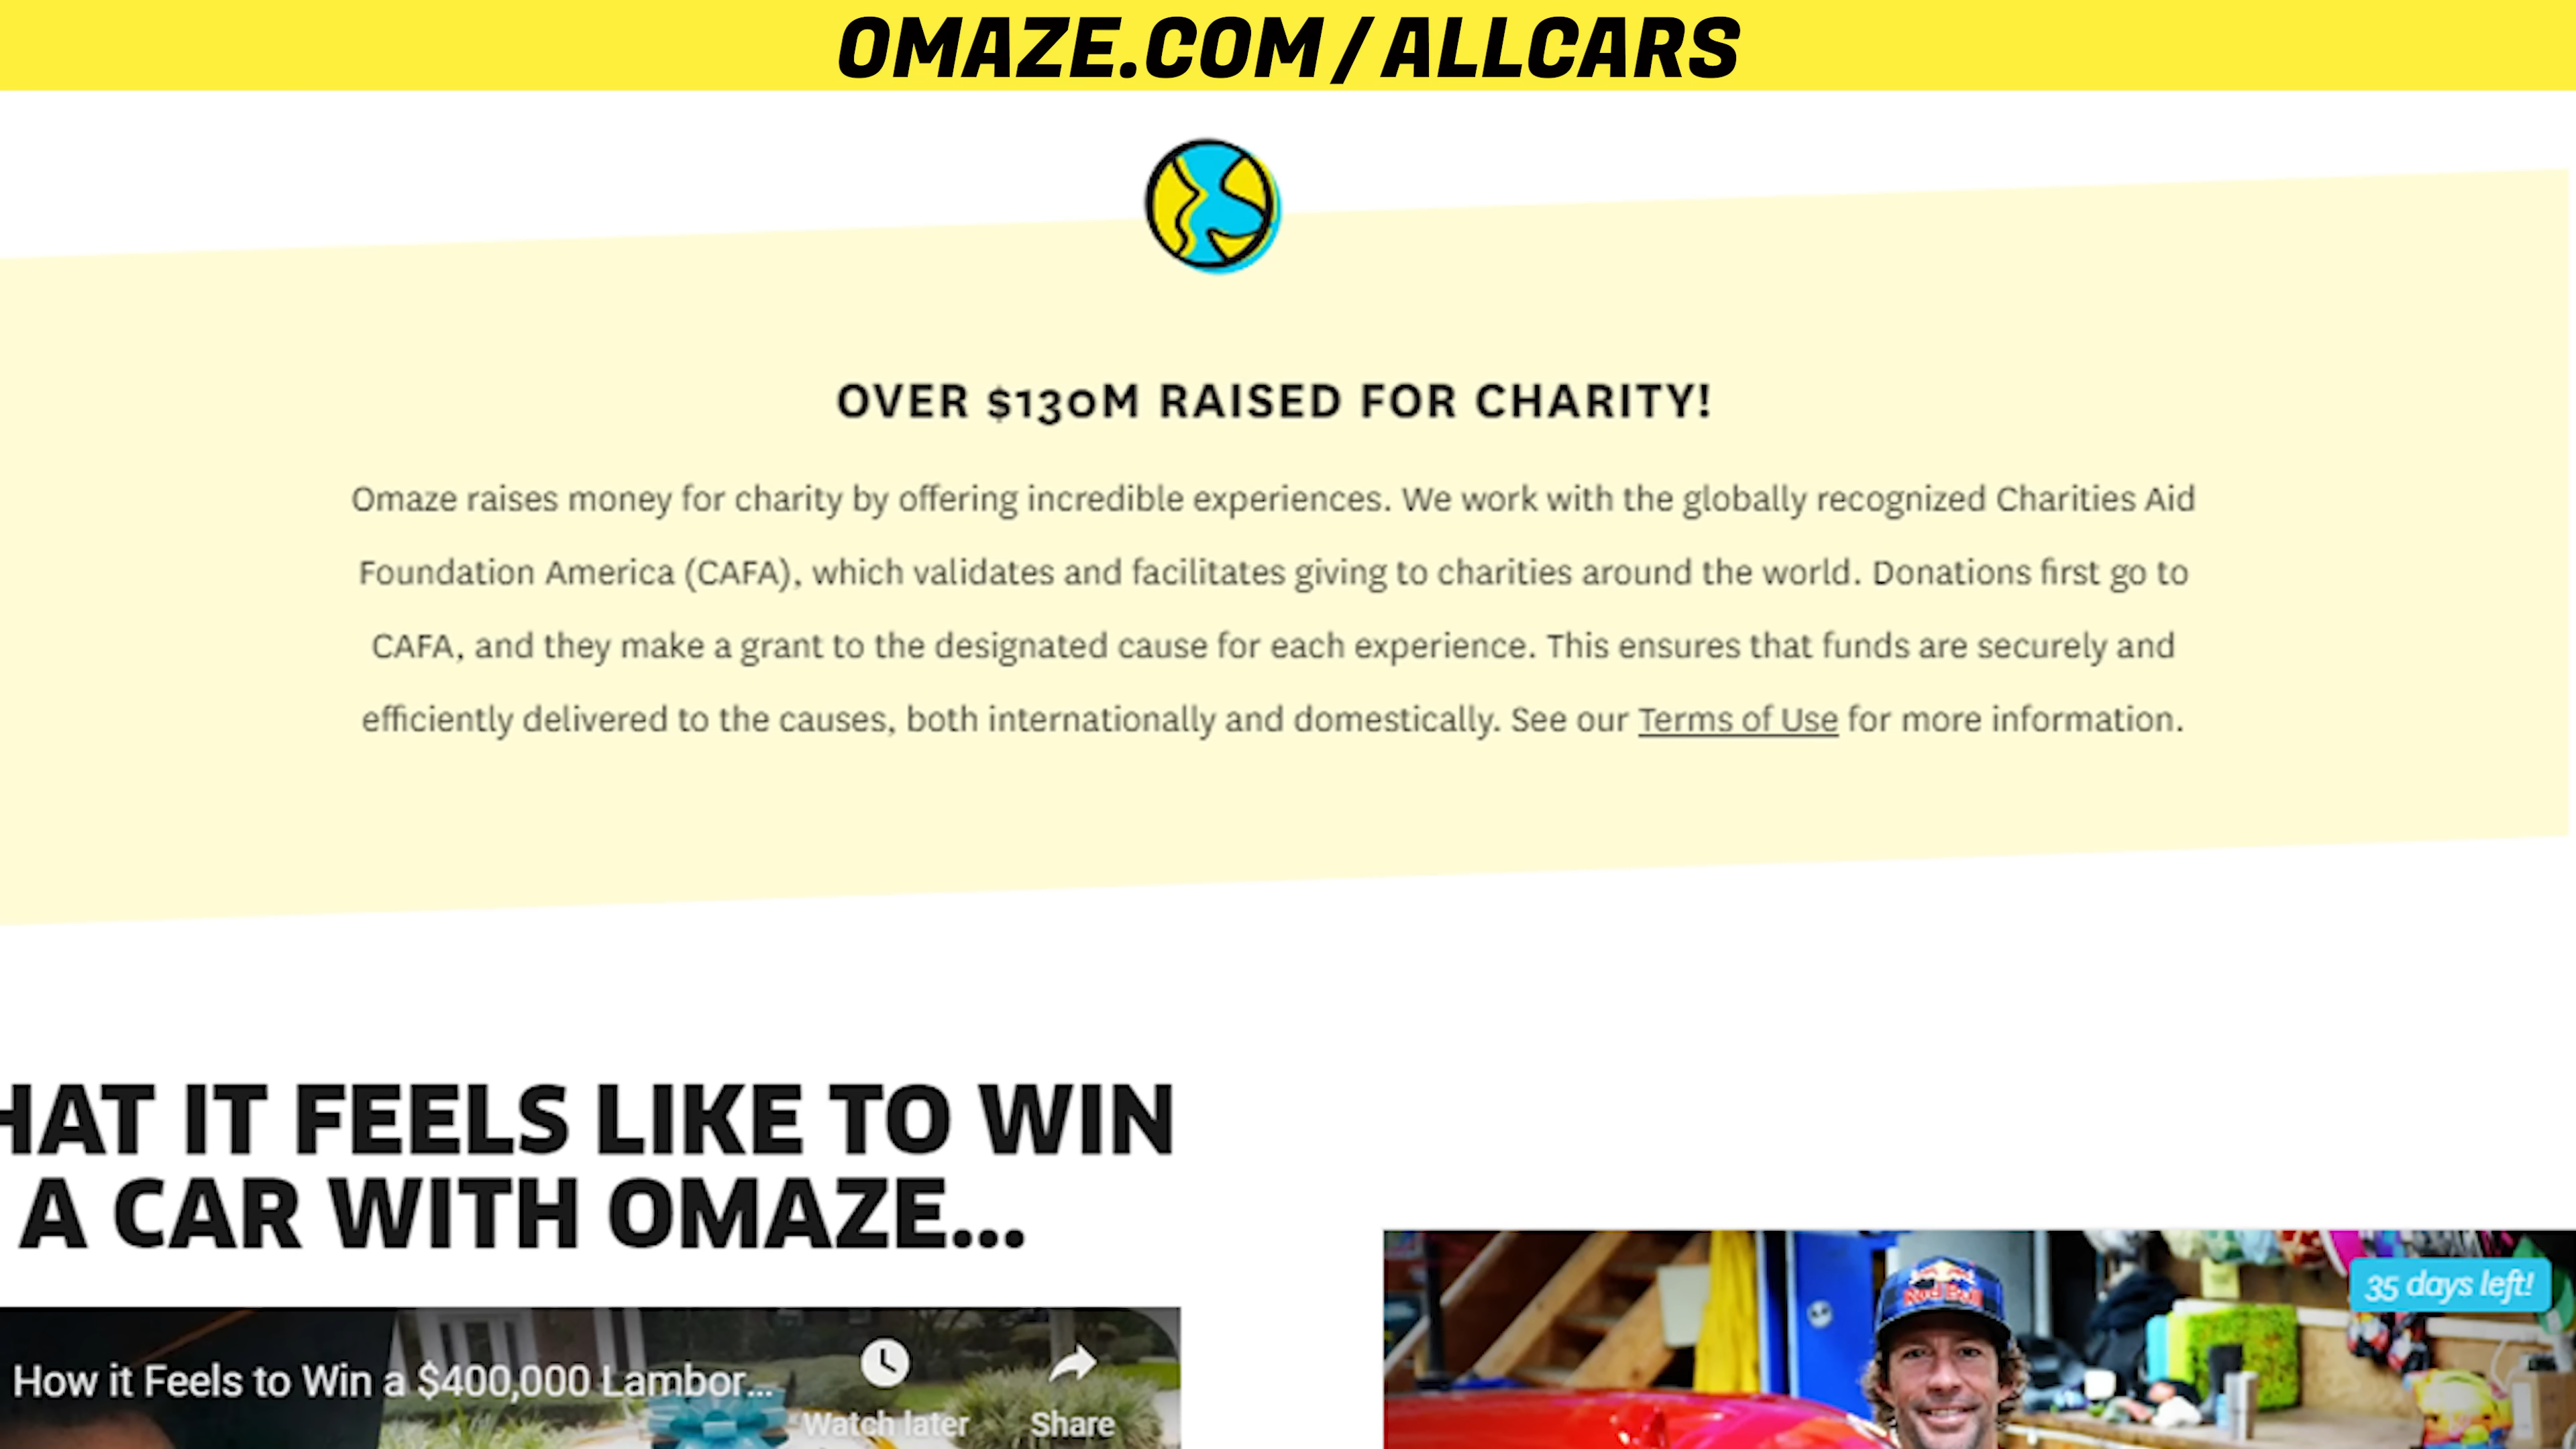 OMAZE.COM/ALLCARS
OVER $130M RAISED FOR CHARITY!
Omaze raises money for charity by offering incredible experiences. We work with the globally recognized Charities Aid
Foundation America (CAFA), which validates and facilitates giving to charities around the world. Donations first go to
CAFA, and they make a grant to the designated cause for each experience. This ensures that funds are securely and
efficiently delivered to the causes, both internationally and domestically. See our Terms of Use for more information.
HAT IT FEELS LIKE TO WIN
A CAR WITH OMAZE...
How it Feels to Win a $400,000 Lambor...
Watch later
Share
35 days left!
Red Bull